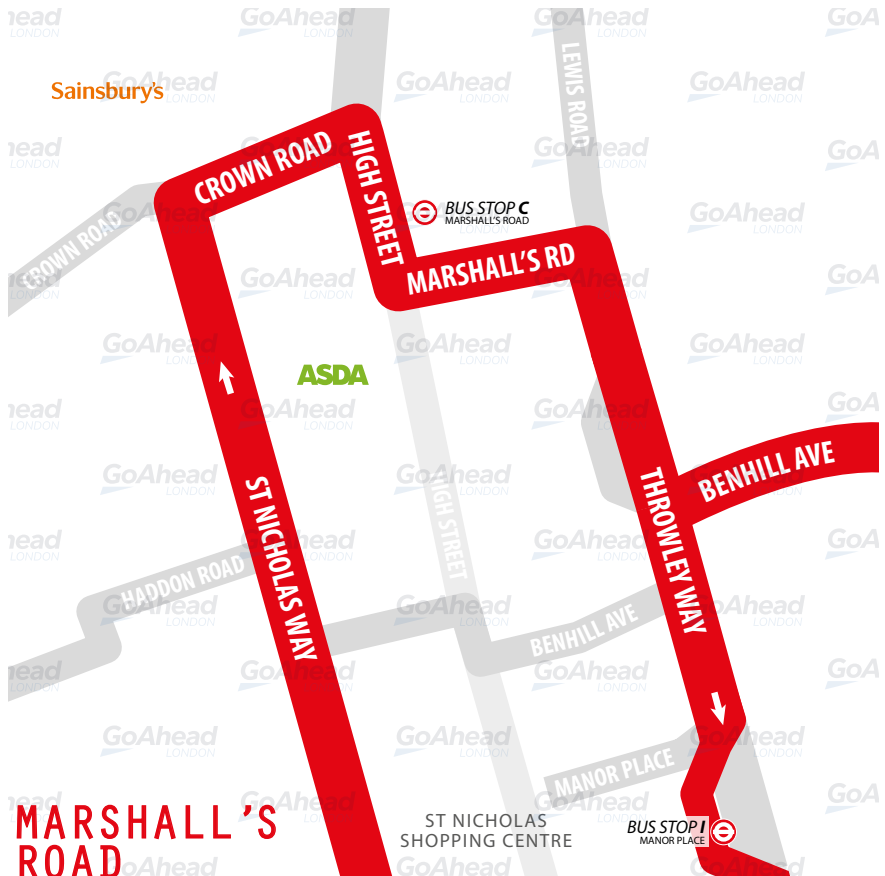 Sainsbury's
LEWIS ROAD
CROWN ROAD
HIGH STREET
CROWN ROAD
BUS STOP C
MARSHALL'S ROAD
MARSHALL'S RD
ASDA
BENHILL AVE
ST NICHOLAS WAY
HIGH STREET
THROWLEY WAY
HADDON ROAD
BENHILL AVE
MANOR PLACE
MARSHALL'S
ROAD
ST NICHOLAS
SHOPPING CENTRE
BUS STOP I
MANOR PLACE
GoAhead
LONDON